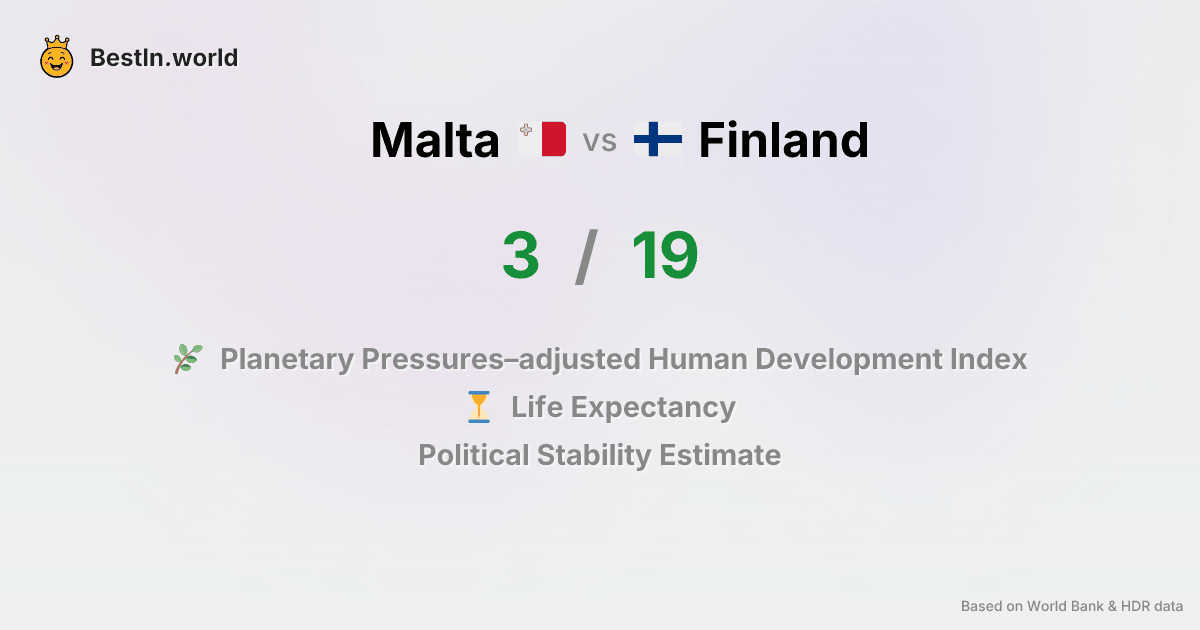 BestIn.world
Malta vs Finland
3 / 19
Planetary Pressures–adjusted Human Development Index
Life Expectancy
Political Stability Estimate
Based on World Bank & HDR data